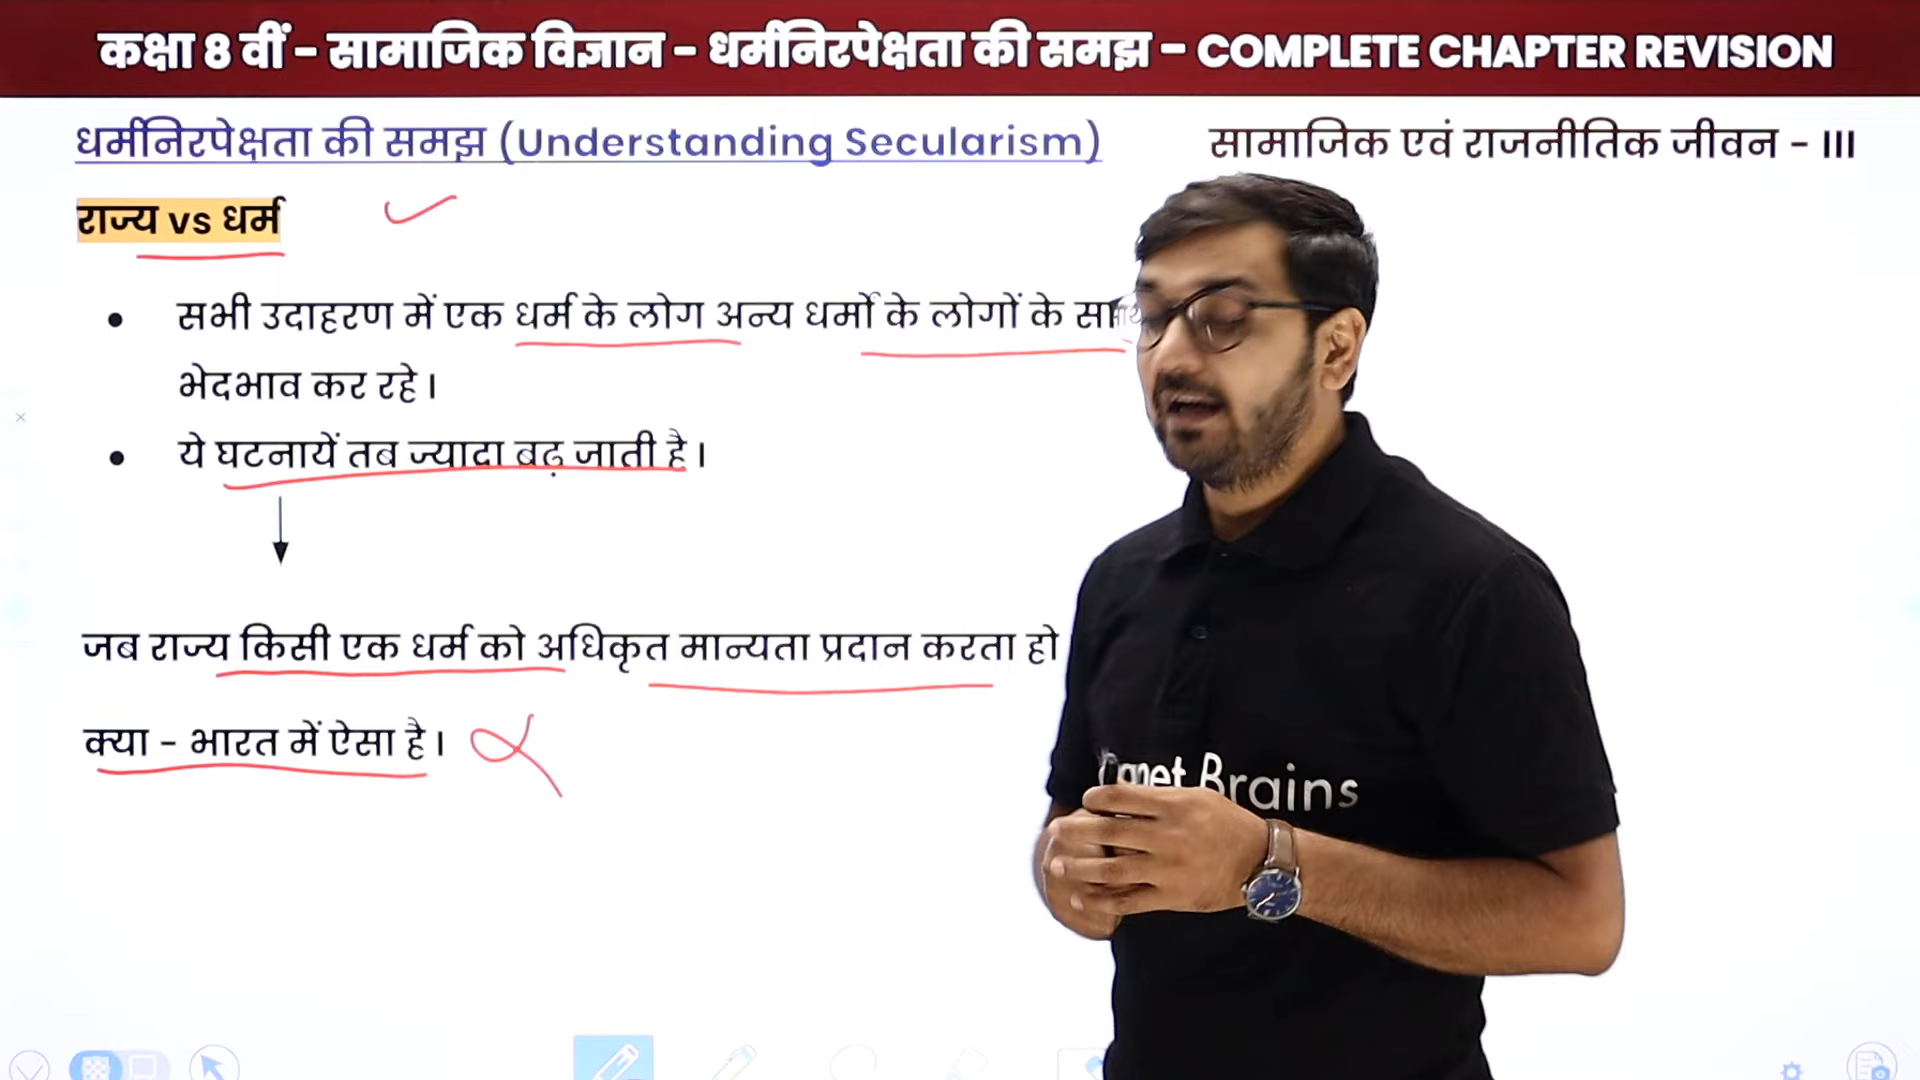 कक्षा 8 वीं - सामाजिक विज्ञान - धर्मनिरपेक्षता की समझ – COMPLETE CHAPTER REVISION
धर्मनिरपेक्षता की समझ (Understanding Secularism)
सामाजिक एवं राजनीतिक जीवन - III
राज्य vs धर्म
• सभी उदाहरण में एक धर्म के लोग अन्य धर्मो के लोगों के साथ
भेदभाव कर रहे।
• ये घटनायें तब ज्यादा बढ़ जाती है।
जब राज्य किसी एक धर्म को अधिकृत मान्यता प्रदान करता हो
क्या - भारत में ऐसा है।
Brains